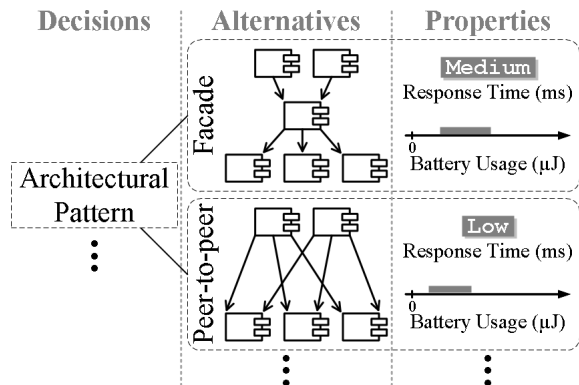 Decisions
Alternatives
Properties
Architectural
Pattern
Facade
Medium
Response Time (ms)
0
Battery Usage (µJ)
Peer-to-peer
Low
Response Time (ms)
0
Battery Usage (µJ)